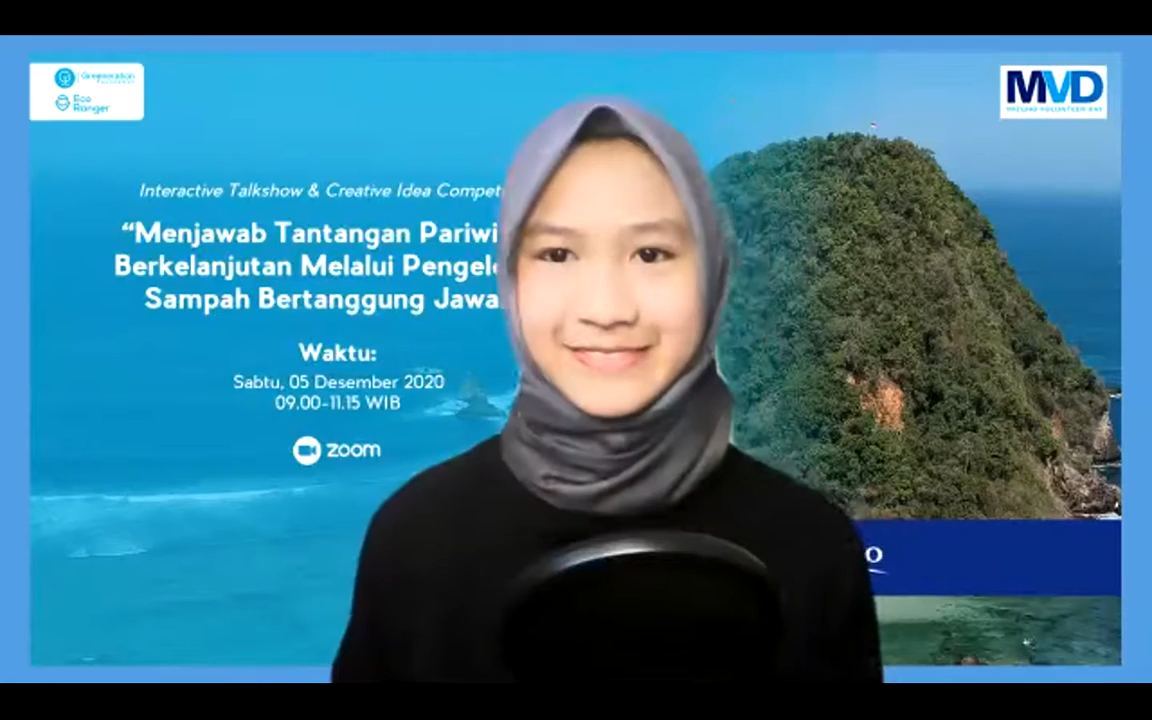 Greeneration
Eco
Ranger
MVD
Interactive Talkshow & Creative Idea Compet
“Menjawab Tantangan Pariwi
Berkelanjutan Melalui Pengel
Sampah Bertanggung Jawa
Waktu:
Sabtu, 05 Desember 2020
09.00-11.15 WIB
zoom
o